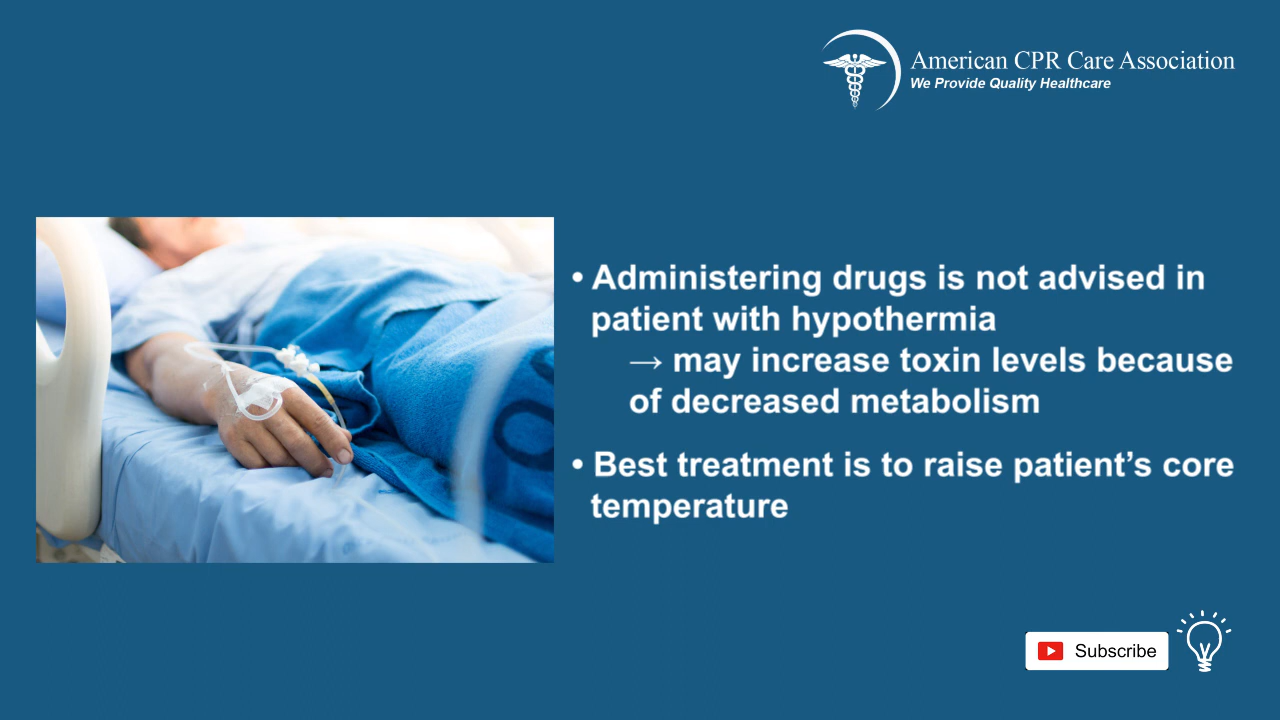 American CPR Care Association
We Provide Quality Healthcare
• Administering drugs is not advised in
patient with hypothermia
→ may increase toxin levels because
of decreased metabolism
• Best treatment is to raise patient’s core
temperature
Subscribe